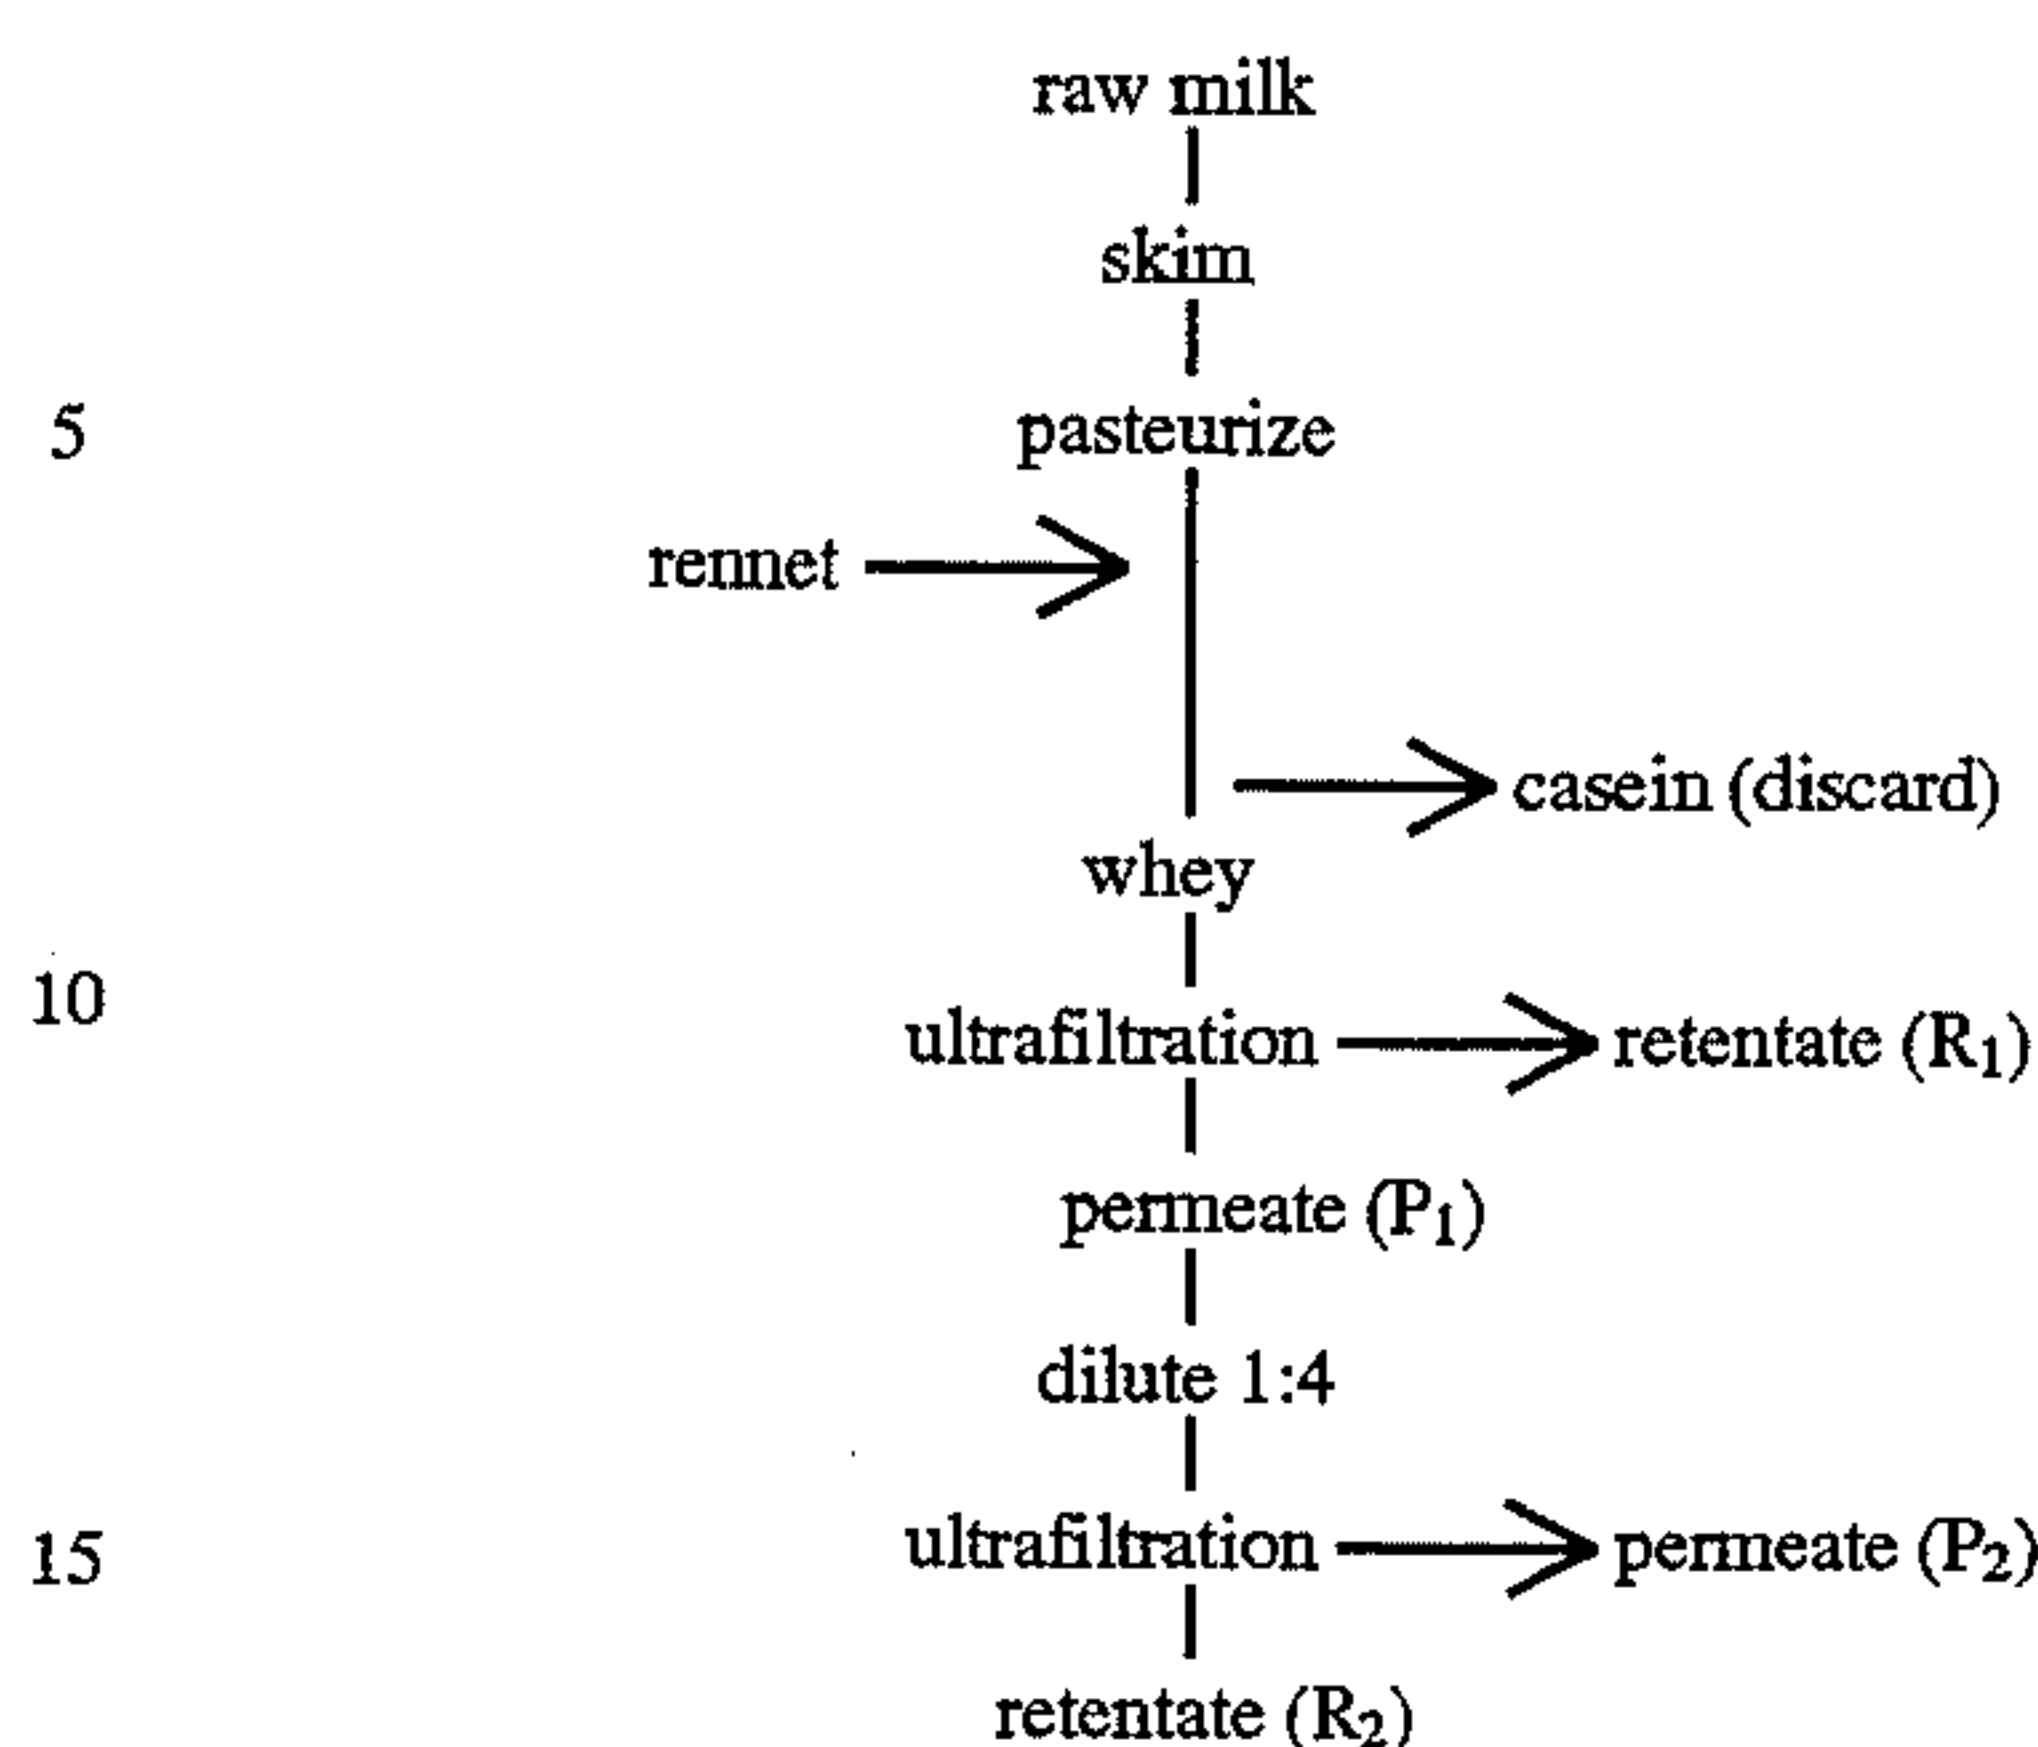 raw milk
skim
5 pasteurize
rennet
casein (discard)
whey
10
ultrafiltration retentate (R1)
permeate (P1)
dilute 1:4
15 ultrafiltration permeate (P2)
retentate (R2)